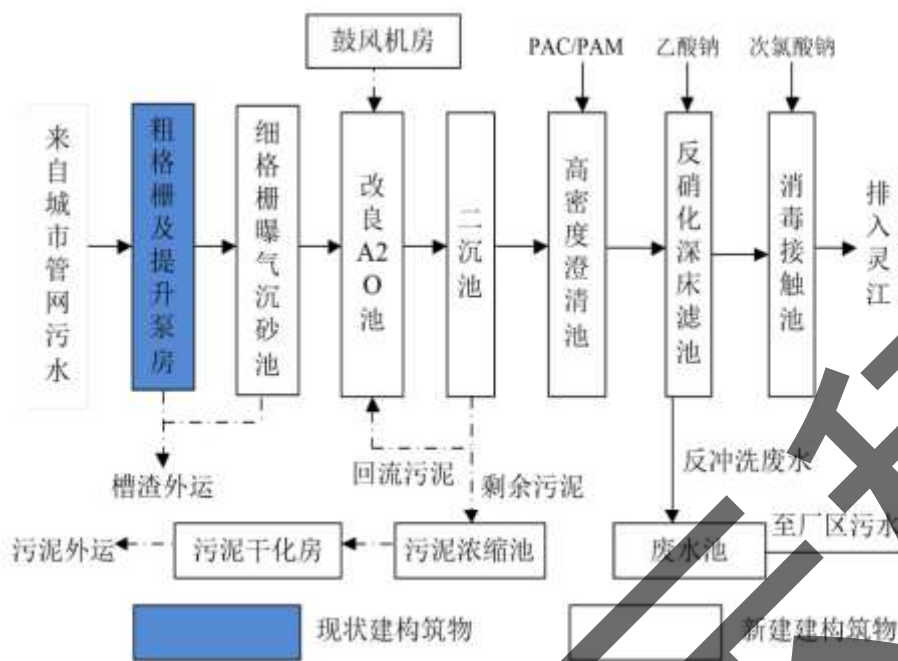 鼓风机房
PAC/PAM
乙酸钠
次氯酸钠
来自城市管网污水
粗格栅及提升泵房
细格栅曝气沉砂池
改良A2O池
二沉池
高密度澄清池
反硝化深床滤池
消毒接触池
排入灵江
槽渣外运
回流污泥
剩余污泥
反冲洗废水
污泥外运
污泥干化房
污泥浓缩池
废水池
至厂区污水
现状建构筑物
新建建构筑物